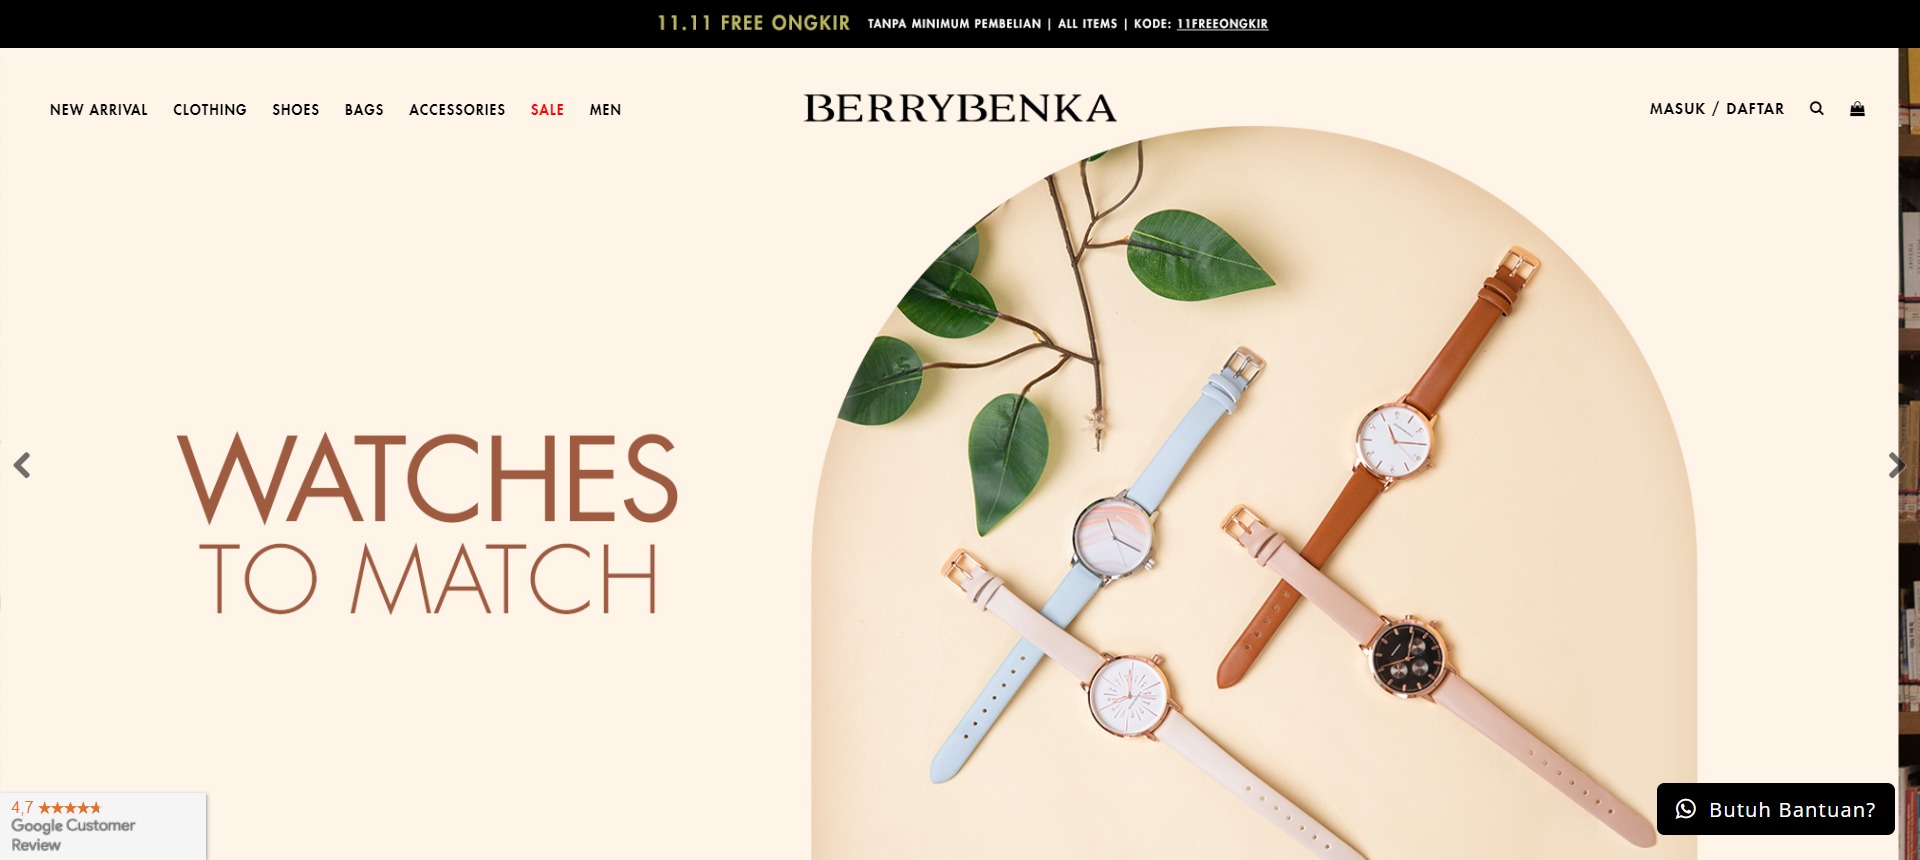 11.11 FREE ONGKIR TANPA MINIMUM PEMBELIAN | ALL ITEMS | KODE: 11FREEONGKIR
NEW ARRIVAL CLOTHING SHOES BAGS ACCESSORIES SALE MEN
BERRYBENKA
MASUK / DAFTAR
WATCHES
TO MATCH
4,7
Google Customer
Review
Butuh Bantuan?